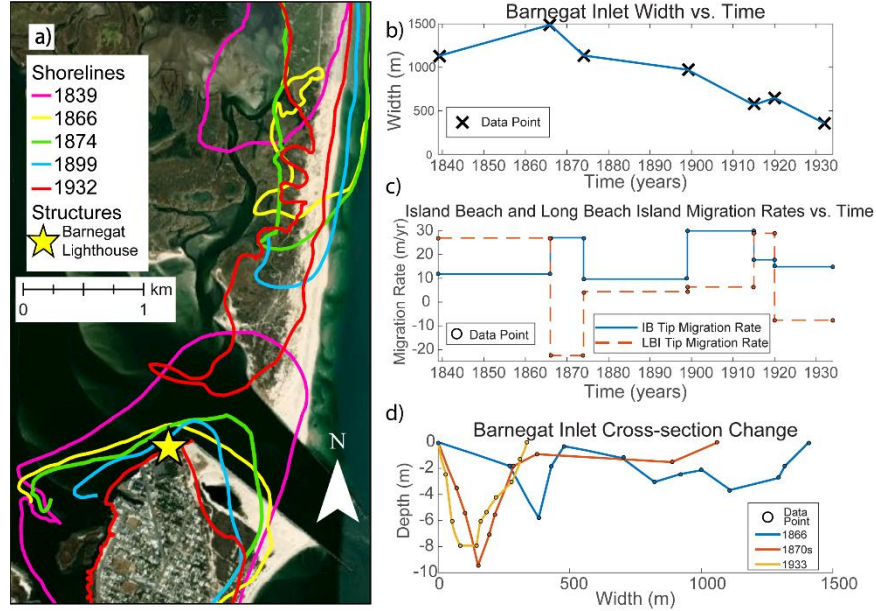 a)
Shorelines
1839
1866
1874
1899
1932
Structures
Barnegat
Lighthouse
km
0 1
N
b)
Barnegat Inlet Width vs. Time
Width (m)
1500
1000
500
0
Data Point
1840 1850 1860 1870 1880 1890 1900 1910 1920 1930
Time (years)
c)
Island Beach and Long Beach Island Migration Rates vs. Time
Migration Rate (m/yr)
30
20
10
0
-10
-20
Data Point
IB Tip Migration Rate
LBI Tip Migration Rate
1840 1850 1860 1870 1880 1890 1900 1910 1920 1930
Time (years)
d)
Barnegat Inlet Cross-section Change
Depth (m)
0
-2
-4
-6
-8
-10
Data
Point
1866
1870s
1933
0 500 1000 1500
Width (m)